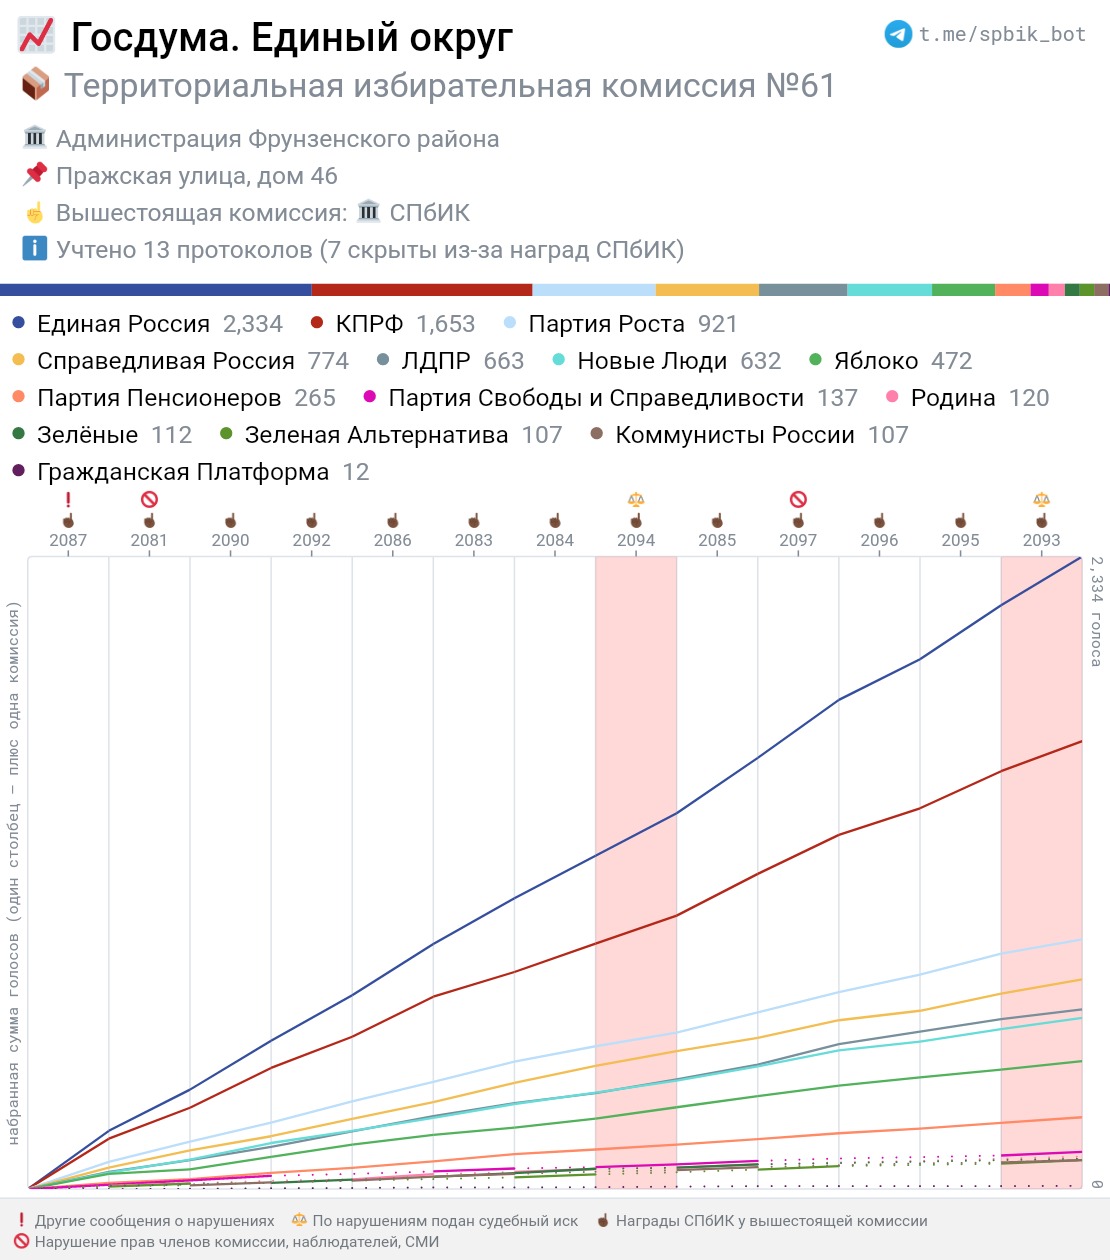 Госдума. Единый округ
t.me/spbik_bot
Территориальная избирательная комиссия №61
Администрация Фрунзенского района
Пражская улица, дом 46
Вышестоящая комиссия: СПбИК
Учтено 13 протоколов (7 скрыты из-за наград СПбИК)
Единая Россия 2,334 КПРФ 1,653 Партия Роста 921
Справедливая Россия 774 ЛДПР 663 Новые Люди 632 Яблоко 472
Партия Пенсионеров 265 Партия Свободы и Справедливости 137 Родина 120
Зелёные 112 Зеленая Альтернатива 107 Коммунисты России 107
Гражданская Платформа 12
2087 2081 2090 2092 2086 2083 2084 2094 2085 2097 2096 2095 2093
набранная сумма голосов (один столбец – плюс одна комиссия)
2,334 голоса
0
Другие сообщения о нарушениях По нарушениям подан судебный иск Награды СПбИК у вышестоящей комиссии
Нарушение прав членов комиссии, наблюдателей, СМИ